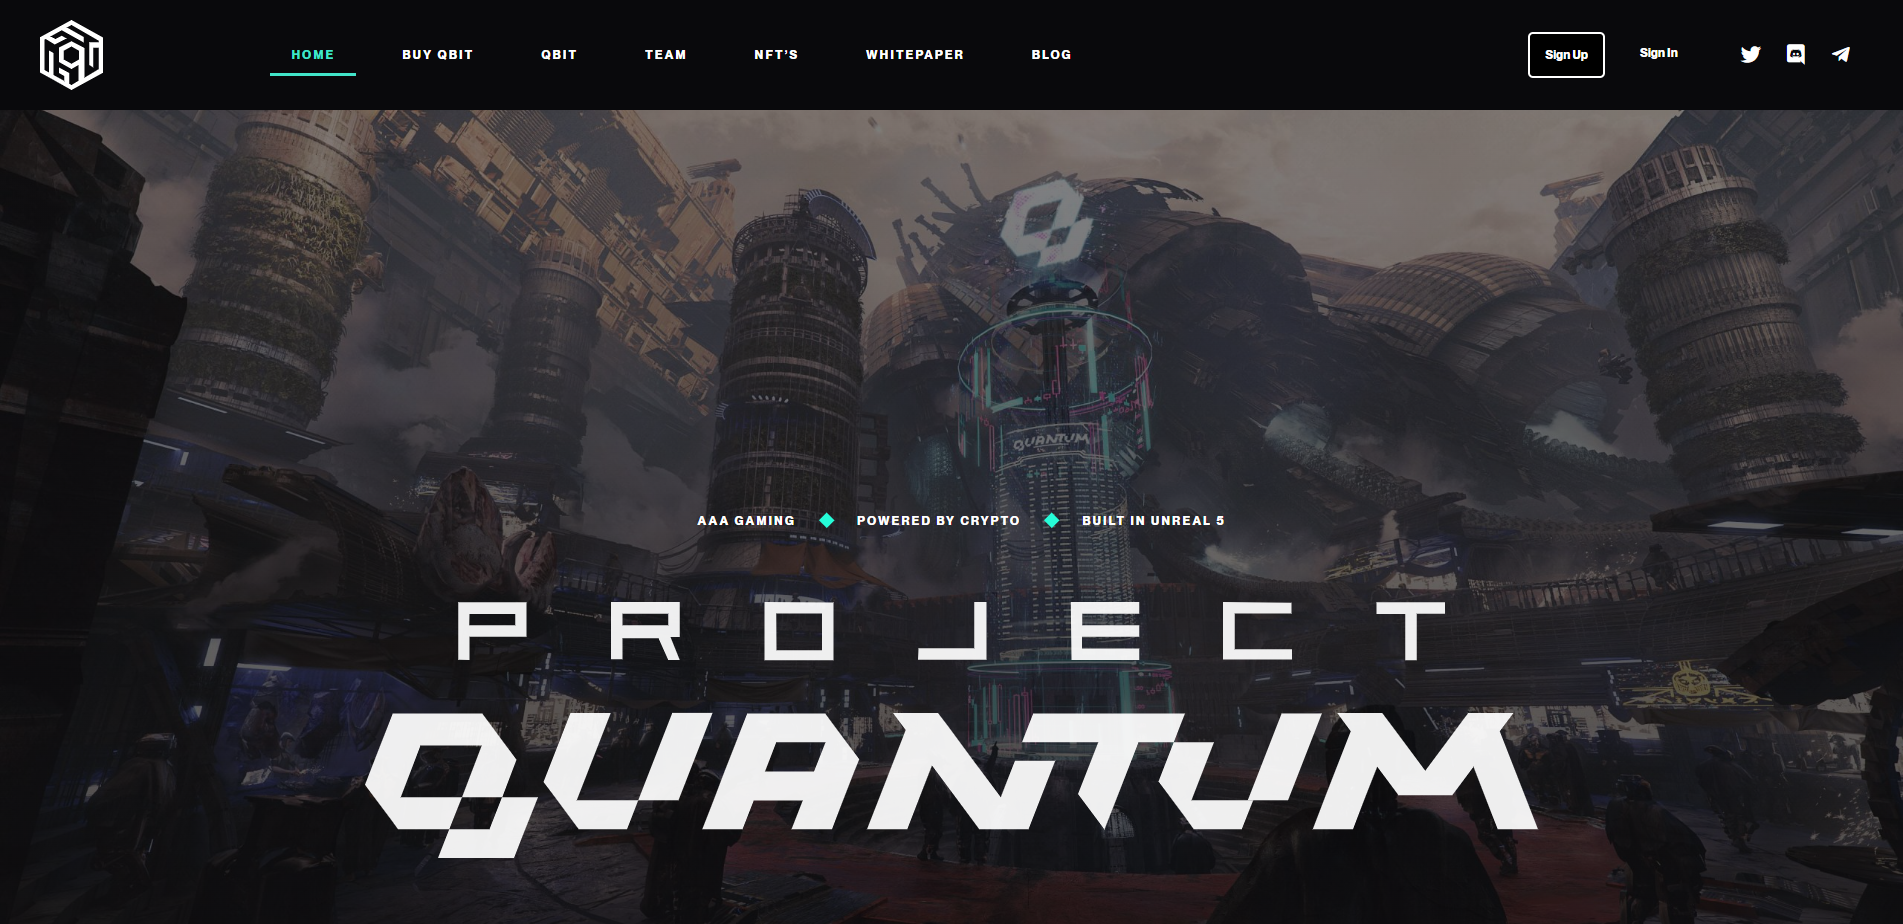 HOME BUY QBIT QBIT TEAM NFT'S WHITEPAPER BLOG Sign Up Sign In
QUANTUM
AAA GAMING POWERED BY CRYPTO BUILT IN UNREAL 5
PROJECT
QUANTUM